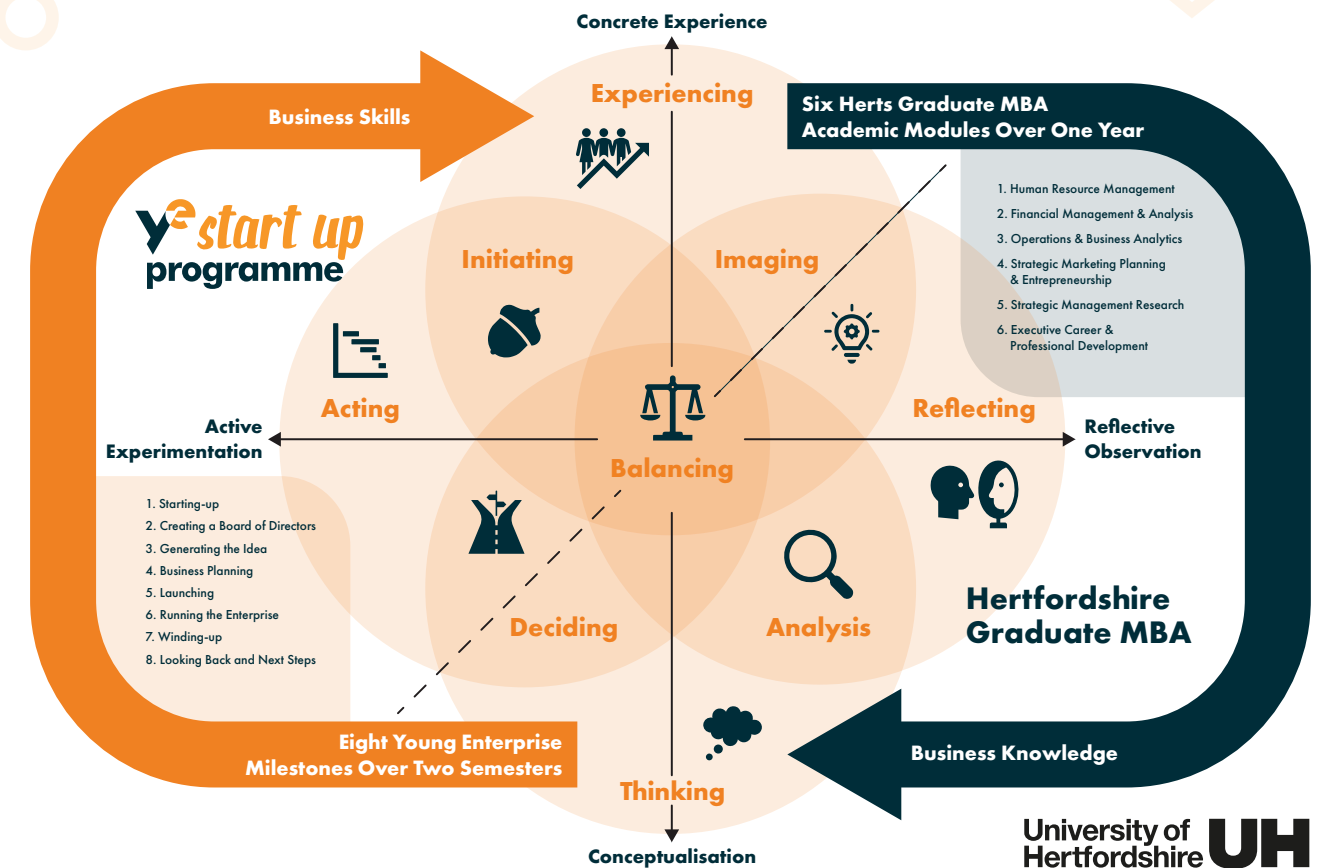 Concrete Experience
Experiencing
Business Skills
Six Herts Graduate MBA
Academic Modules Over One Year
1. Human Resource Management
2. Financial Management & Analysis
3. Operations & Business Analytics
4. Strategic Marketing Planning
& Entrepreneurship
5. Strategic Management Research
6. Executive Career &
Professional Development
ye start up
programme
Initiating
Imaging
Acting
Reflecting
Active
Experimentation
Reflective
Observation
Balancing
1. Starting-up
2. Creating a Board of Directors
3. Generating the Idea
4. Business Planning
5. Launching
6. Running the Enterprise
7. Winding-up
8. Looking Back and Next Steps
Deciding
Analysis
Hertfordshire
Graduate MBA
Eight Young Enterprise
Milestones Over Two Semesters
Business Knowledge
Thinking
Conceptualisation
University of
Hertfordshire
UH